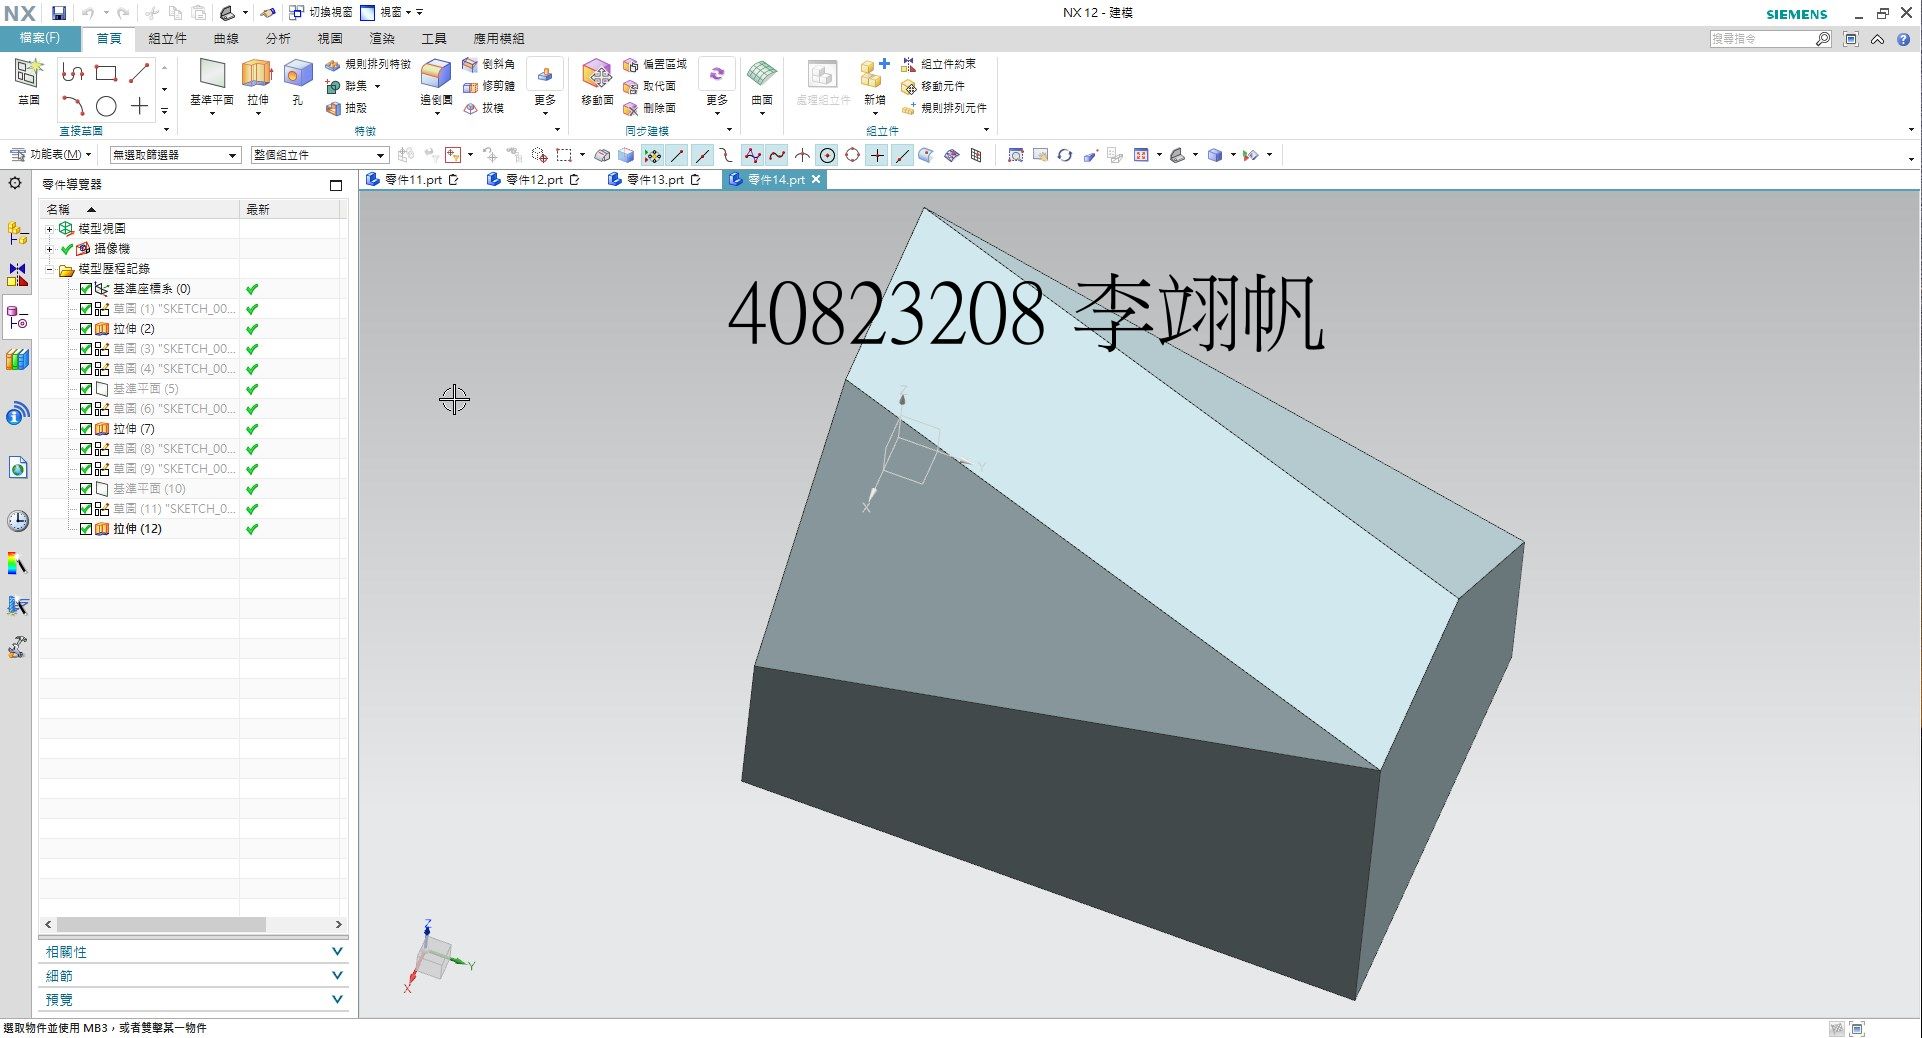 NX
切換視窗 視窗
NX 12 - 建模
SIEMENS
檔案(F) 首頁 組立件 曲線 分析 視圖 渲染 工具 應用模組
搜尋指令
草圖
直接草圖
基準平面 拉伸 孔
規則排列特徵
聯集
抽殼
邊倒圓
倒斜角
修剪體
拔模
更多
特徵
移動面
偏置區域
取代面
刪除面
更多
同步建模
曲面
處理組立件
新增
組立件約束
移動元件
規則排列元件
組立件
功能表(M) 無選取篩選器 整個組立件
零件導覽器
零件11.prt 零件12.prt 零件13.prt 零件14.prt
名稱 最新
模型視圖
攝像機
模型歷程記錄
基準座標系 (0)
草圖 (1) "SKETCH_00...
拉伸 (2)
草圖 (3) "SKETCH_00...
草圖 (4) "SKETCH_00...
基準平面 (5)
草圖 (6) "SKETCH_00...
拉伸 (7)
草圖 (8) "SKETCH_00...
草圖 (9) "SKETCH_00...
基準平面 (10)
草圖 (11) "SKETCH_0...
拉伸 (12)
40823208 李翊帆
Z
Y
X
Z
Y
X
相關性
細節
預覽
選取物件並使用 MB3，或者雙擊某一物件